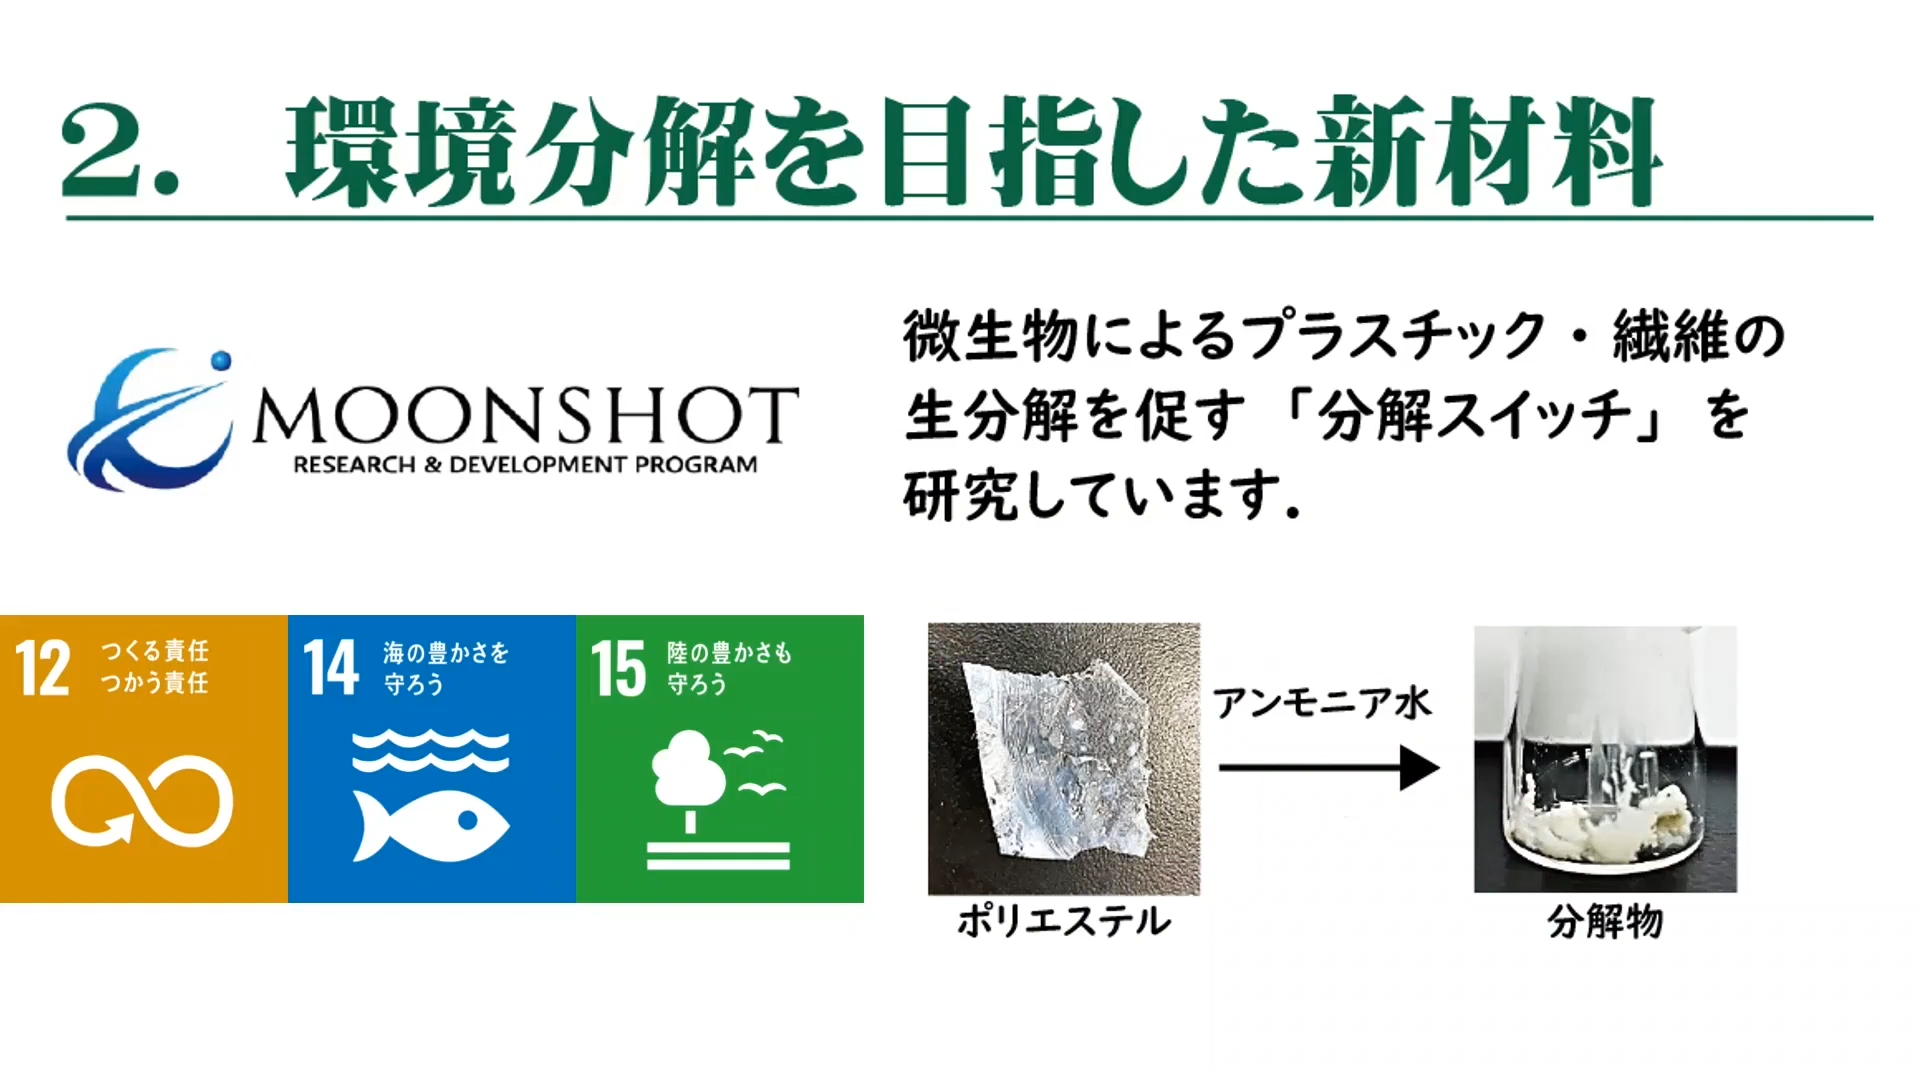 2. 環境分解を目指した新材料
MOONSHOT
RESEARCH & DEVELOPMENT PROGRAM
微生物によるプラスチック・繊維の
生分解を促す「分解スイッチ」を
研究しています.
12 つくる責任
つかう責任
14 海の豊かさを
守ろう
15 陸の豊かさも
守ろう
アンモニア水
ポリエステル
分解物